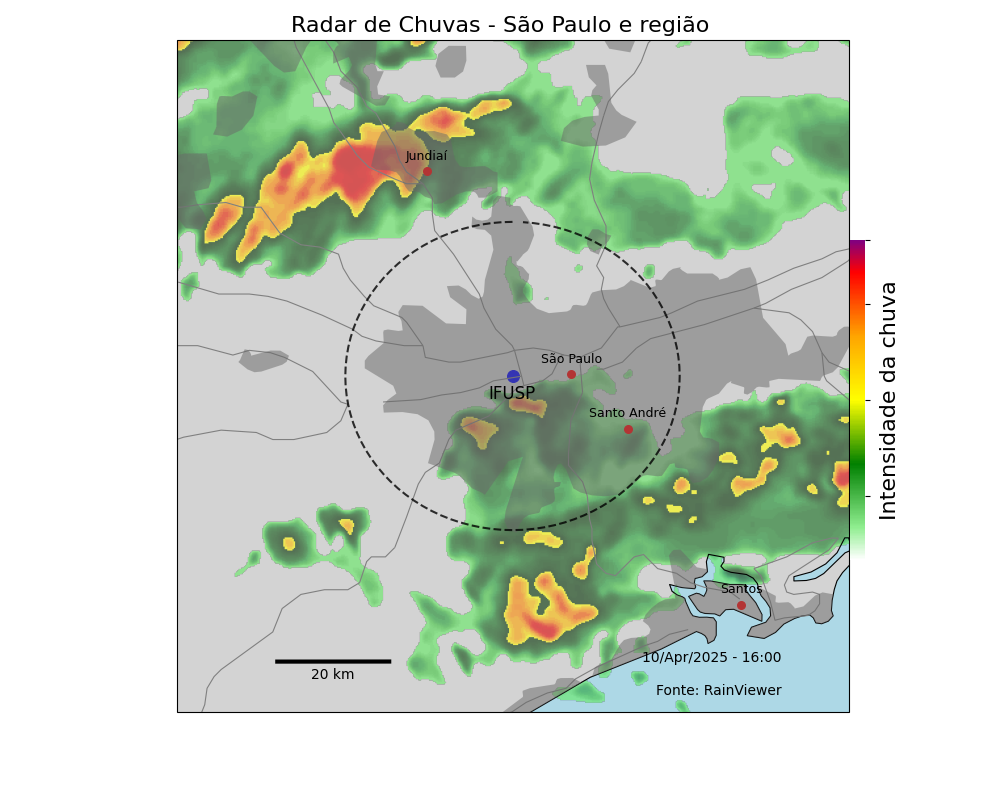 Radar de Chuvas - São Paulo e região
Jundiaí
São Paulo
IFUSP
Santo André
Intensidade da chuva
Santos
10/Apr/2025 - 16:00
20 km
Fonte: RainViewer